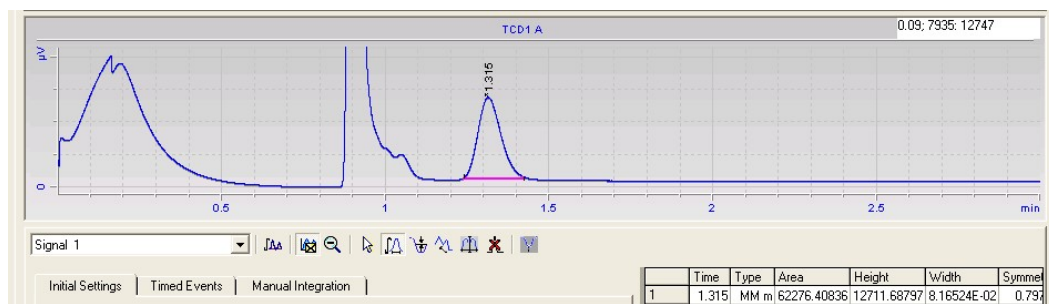 TCD1 A
0.09; 7935: 12747
µV
1.315
0
0.5
1
1.5
2
2.5
min
Signal 1
Initial Settings
Timed Events
Manual Integration
Time Type Area Height Width Symmet
1 1.315 MM m 62276.40836 12711.68797 8.16524E-02 0.797